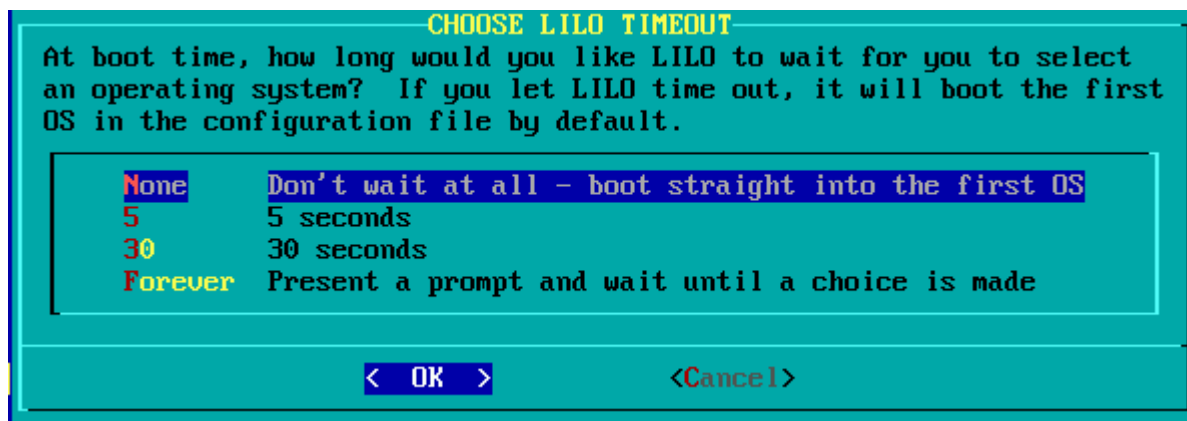 CHOOSE LILO TIMEOUT
At boot time, how long would you like LILO to wait for you to select
an operating system?  If you let LILO time out, it will boot the first
OS in the configuration file by default.
None     Don't wait at all - boot straight into the first OS
5        5 seconds
30       30 seconds
Forever  Present a prompt and wait until a choice is made
<  OK  >          <Cancel>